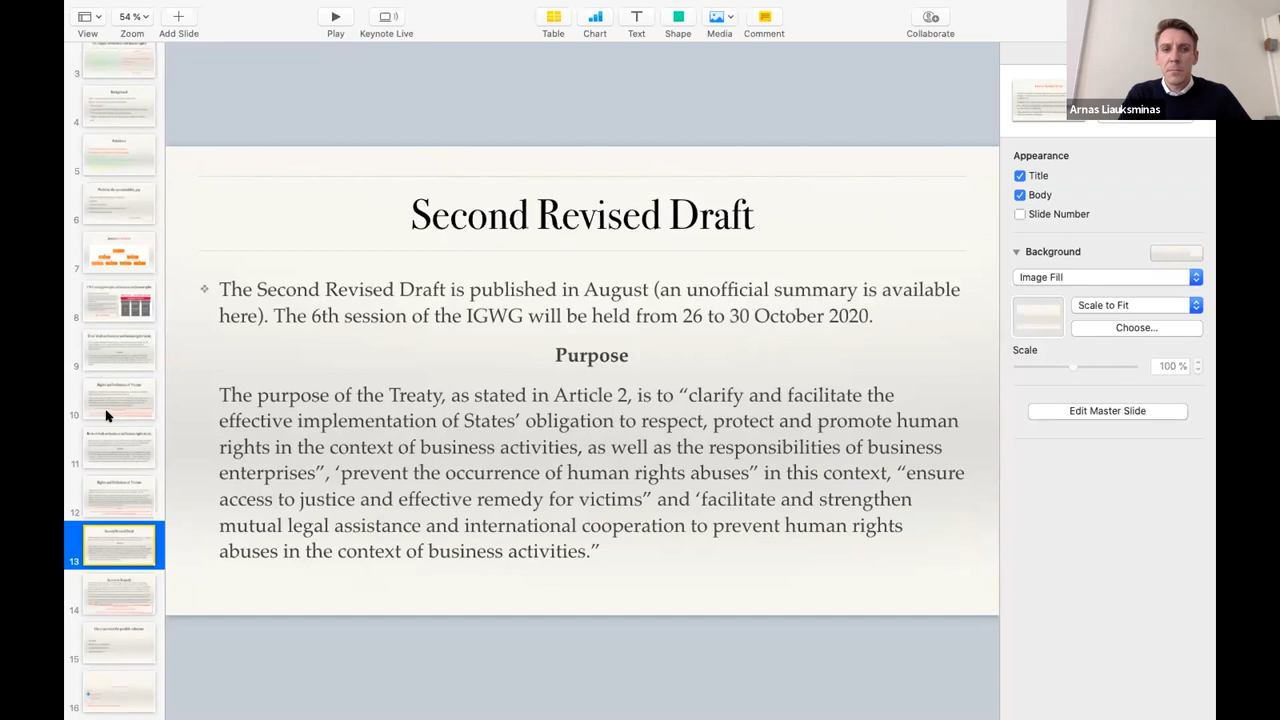 View
54 %
Zoom
Add Slide
Play
Keynote Live
Table
Chart
Text
Shape
Media
Comment
Collaborate
Arnas Liauksminas
3
4
Background
5
6
7
8
9
10
11
12
13
14
15
16
Second Revised Draft
The Second Revised Draft is published in August (an unofficial summary is available
here). The 6th session of the IGWG will be held from 26 to 30 October 2020.
Purpose
The purpose of the treaty, as stated in Article 2, is to “clarify and facilitate the
effective implementation of States’ obligation to respect, protect and promote human
rights in the context of business activities, as well as the responsibilities of business
enterprises”, ‘prevent the occurrence of human rights abuses” in this context, “ensure
access to justice and effective remedy for victims” and ‘facilitate and strengthen
mutual legal assistance and international cooperation to prevent human rights
abuses in the context of business activities.”
Appearance
Title
Body
Slide Number
Background
Image Fill
Scale to Fit
Choose...
Scale
100 %
Edit Master Slide